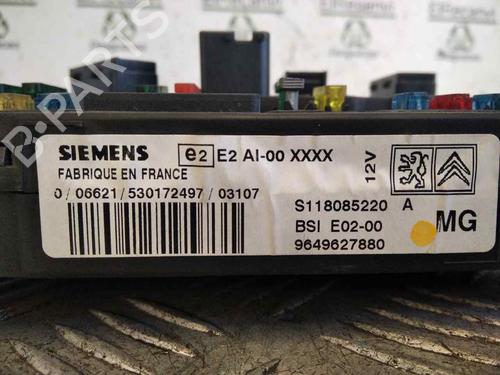 SIEMENS e2 E2 AI-00 XXXX
FABRIQUE EN FRANCE
0 / 06621 / 530172497 / 03107
12V
S118085220 A
BSI E02-00
9649627880
MG
B-PARTS